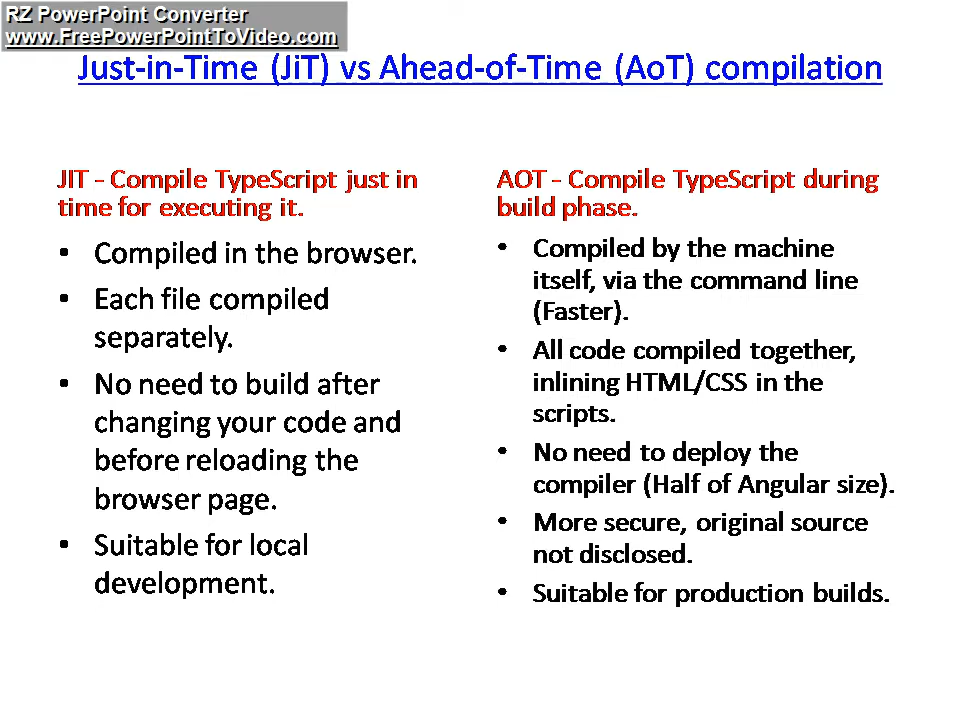 RZ PowerPoint Converter
www.FreePowerPointToVideo.com
Just-in-Time (JiT) vs Ahead-of-Time (AoT) compilation
JIT - Compile TypeScript just in
time for executing it.
• Compiled in the browser.
• Each file compiled
separately.
• No need to build after
changing your code and
before reloading the
browser page.
• Suitable for local
development.
AOT - Compile TypeScript during
build phase.
• Compiled by the machine
itself, via the command line
(Faster).
• All code compiled together,
inlining HTML/CSS in the
scripts.
• No need to deploy the
compiler (Half of Angular size).
• More secure, original source
not disclosed.
• Suitable for production builds.